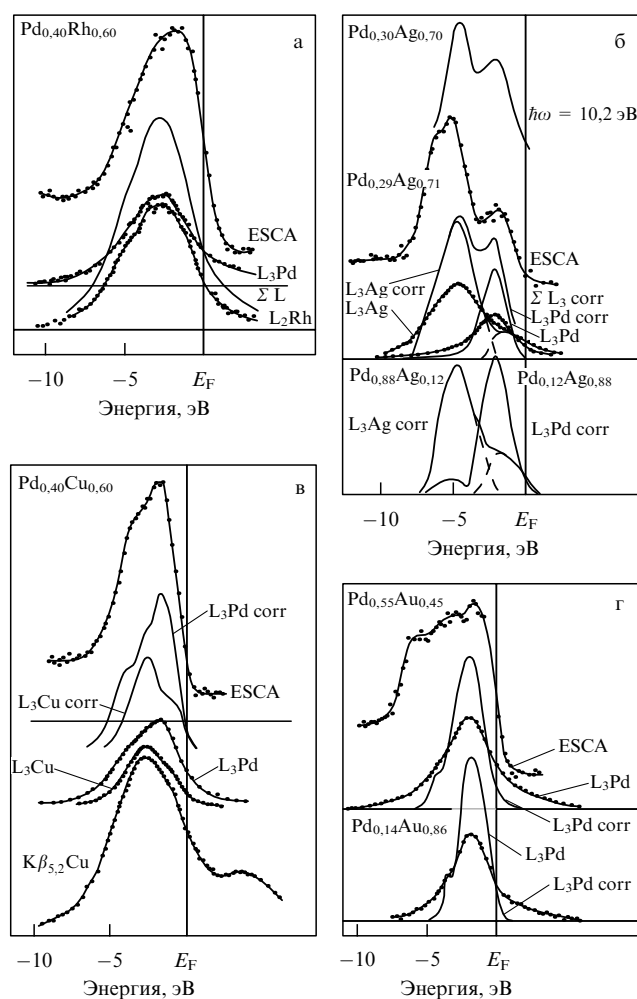 Pd0,40Rh0,60
а
ESCA
L3Pd
Σ L
L2Rh
−10
−5
EF
Энергия, эВ
Pd0,30Ag0,70
б
ℏω = 10,2 эВ
Pd0,29Ag0,71
ESCA
L3Ag corr
Σ L3 corr
L3Ag
L3Pd corr
L3Pd
Pd0,88Ag0,12
Pd0,12Ag0,88
L3Ag corr
L3Pd corr
−10
−5
EF
Энергия, эВ
Pd0,40Cu0,60
в
L3Pd corr
ESCA
L3Cu corr
L3Cu
L3Pd
Kβ5,2Cu
−10
−5
EF
Энергия, эВ
Pd0,55Au0,45
г
ESCA
L3Pd
L3Pd corr
Pd0,14Au0,86
L3Pd
L3Pd corr
−10
−5
EF
Энергия, эВ